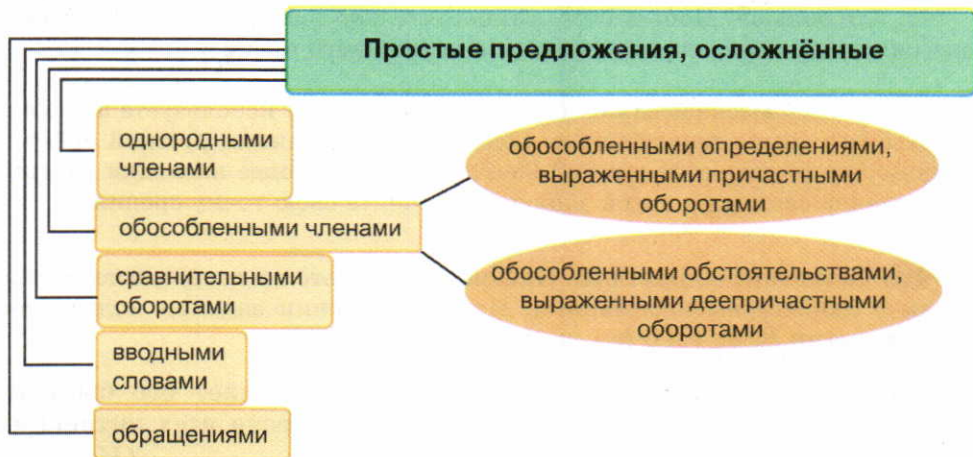 Простые предложения, осложнённые
однородными
членами
обособленными членами
обособленными определениями,
выраженными причастными
оборотами
обособленными обстоятельствами,
выраженными деепричастными
оборотами
сравнительными
оборотами
вводными
словами
обращениями